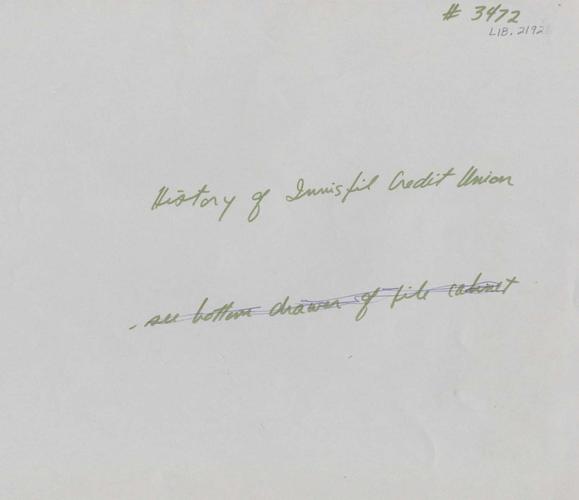 # 3472
LIB. 2192
History of Innisfil Credit Union
- see bottom drawer of file cabinet